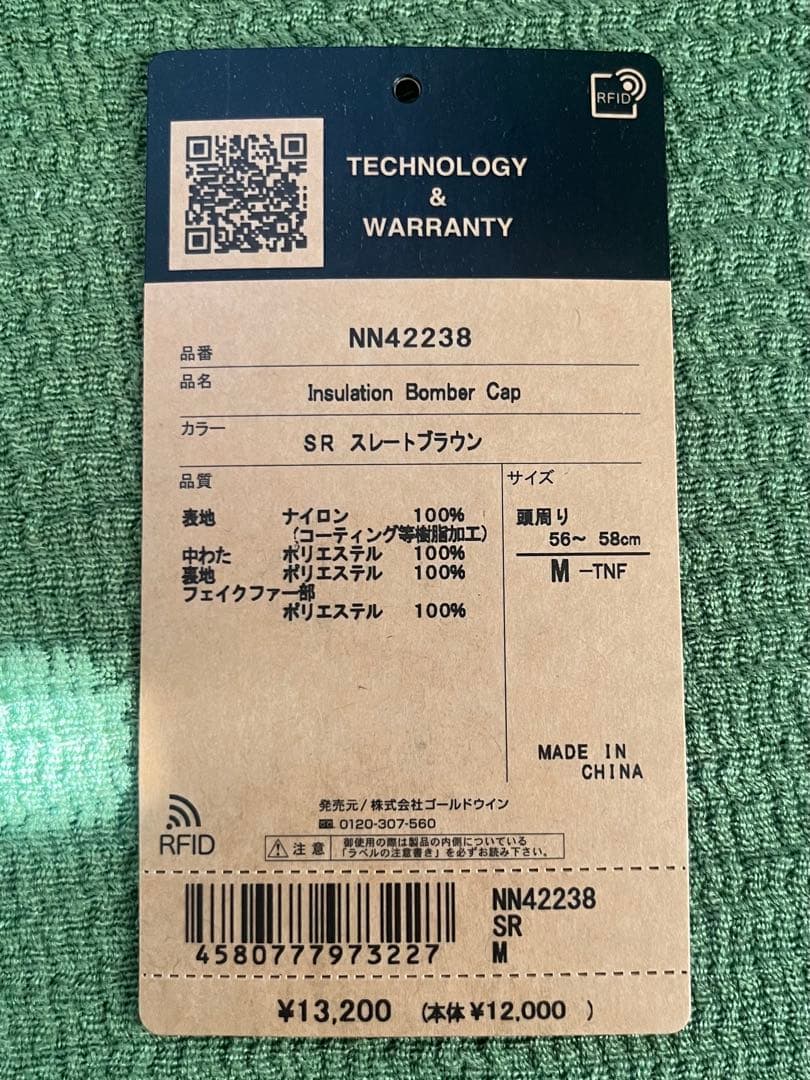 RFID
TECHNOLOGY
&
WARRANTY
品番 NN42238
品名 Insulation Bomber Cap
カラー SR スレートブラウン
品質
表地 ナイロン 100%
(コーティング等樹脂加工)
中わた ポリエステル 100%
裏地 ポリエステル 100%
フェイクファー部
ポリエステル 100%
サイズ
頭周り
56~ 58cm
M -TNF
MADE IN
CHINA
発売元/株式会社ゴールドウイン
0120-307-560
RFID
注意
御使用の際は製品の内側についている
「ラベルの注意書き」を必ずお読み下さい。
4580777973227
NN42238
SR
M
¥13,200 (本体 ¥12,000 )